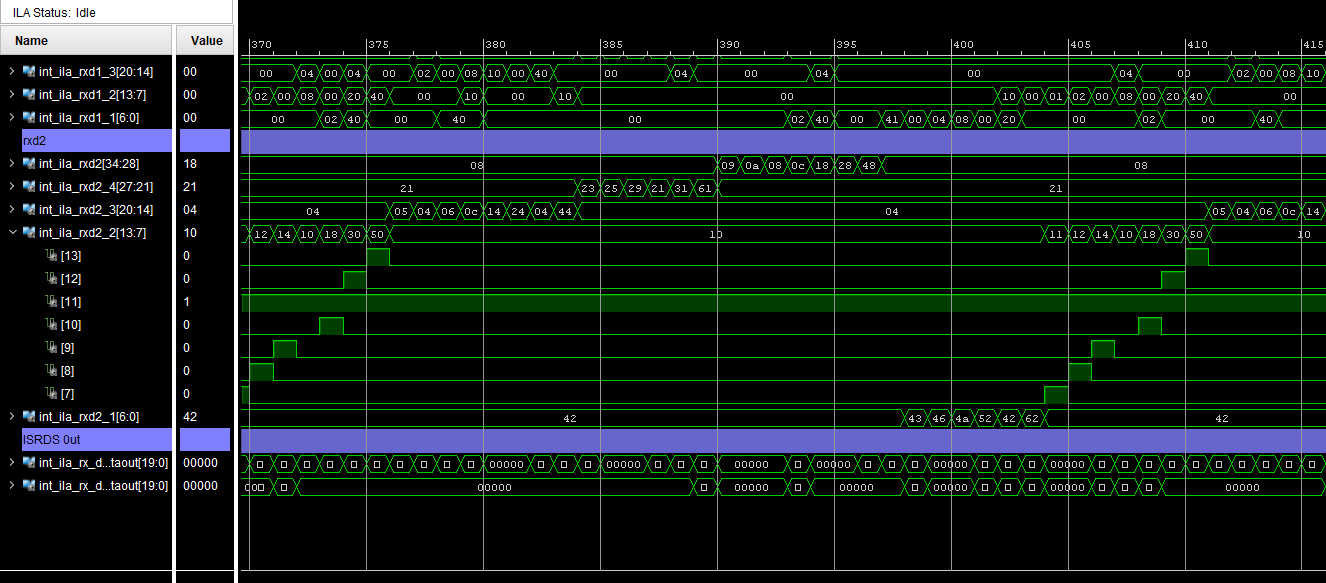 ILA Status: Idle
Name Value
370 375 380 385 390 395 400 405 410 415
int_ila_rxd1_3[20:14] 00 00 04 00 04 00 02 00 08 10 00 40 00 04 00 04 00 04 00 02 00 08 10
int_ila_rxd1_2[13:7] 00 02 00 08 00 20 40 00 10 00 10 00 10 00 01 02 00 08 00 20 40 00
int_ila_rxd1_1[6:0] 00 00 02 40 00 40 00 02 40 00 41 00 04 08 00 20 00 02 00 40 00
rxd2
int_ila_rxd2[34:28] 18 08 09 0a 08 0c 18 28 48 08
int_ila_rxd2_4[27:21] 21 21 23 25 29 21 31 61 21
int_ila_rxd2_3[20:14] 04 04 05 04 06 0c 14 24 04 44 04 05 04 06 0c 14
int_ila_rxd2_2[13:7] 10 12 14 10 18 30 50 10 11 12 14 10 18 30 50 10
[13] 0
[12] 0
[11] 1
[10] 0
[9] 0
[8] 0
[7] 0
int_ila_rxd2_1[6:0] 42 42 43 46 4a 52 42 62 42
ISRDS 0ut
int_ila_rx_d...taout[19:0] 00000 00000 00000 00000 00000 00000 00000
int_ila_rx_d...taout[19:0] 00000 00000 00000 00000 00000 00000 00000